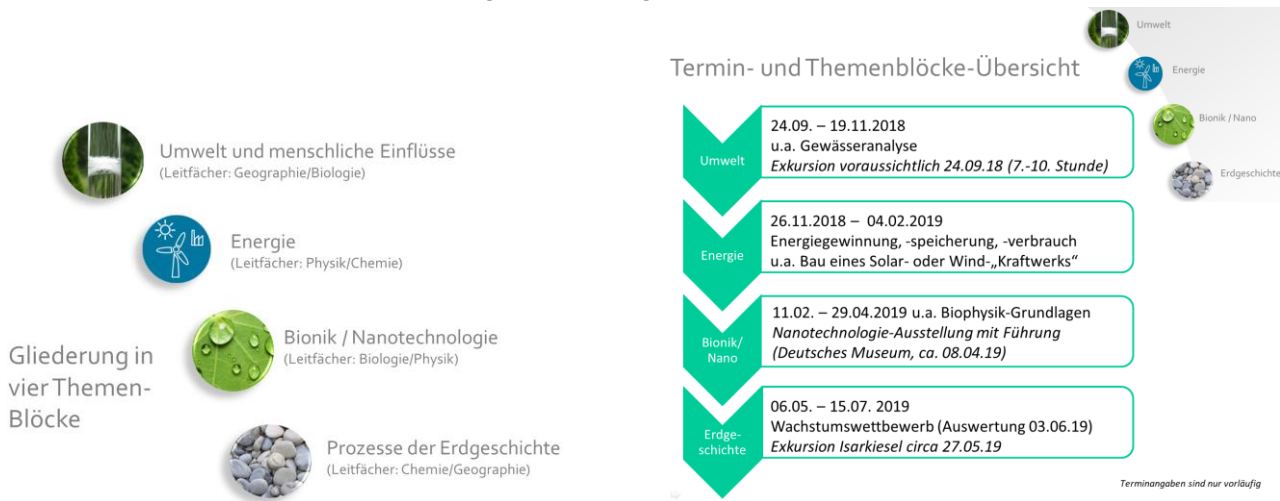 Umwelt und menschliche Einflüsse
(Leitfächer: Geographie/Biologie)
Energie
(Leitfächer: Physik/Chemie)
Bionik / Nanotechnologie
(Leitfächer: Biologie/Physik)
Gliederung in
vier Themen-
Blöcke
Prozesse der Erdgeschichte
(Leitfächer: Chemie/Geographie)
Umwelt
Energie
Bionik / Nano
Erdgeschichte
Termin- und Themenblöcke-Übersicht
Umwelt
24.09. – 19.11.2018
u.a. Gewässeranalyse
Exkursion voraussichtlich 24.09.18 (7.-10. Stunde)
Energie
26.11.2018 – 04.02.2019
Energiegewinnung, -speicherung, -verbrauch
u.a. Bau eines Solar- oder Wind-„Kraftwerks“
Bionik/
Nano
11.02. – 29.04.2019 u.a. Biophysik-Grundlagen
Nanotechnologie-Ausstellung mit Führung
(Deutsches Museum, ca. 08.04.19)
Erdge-
schichte
06.05. – 15.07. 2019
Wachstumswettbewerb (Auswertung 03.06.19)
Exkursion Isarkiesel circa 27.05.19
Terminangaben sind nur vorläufig